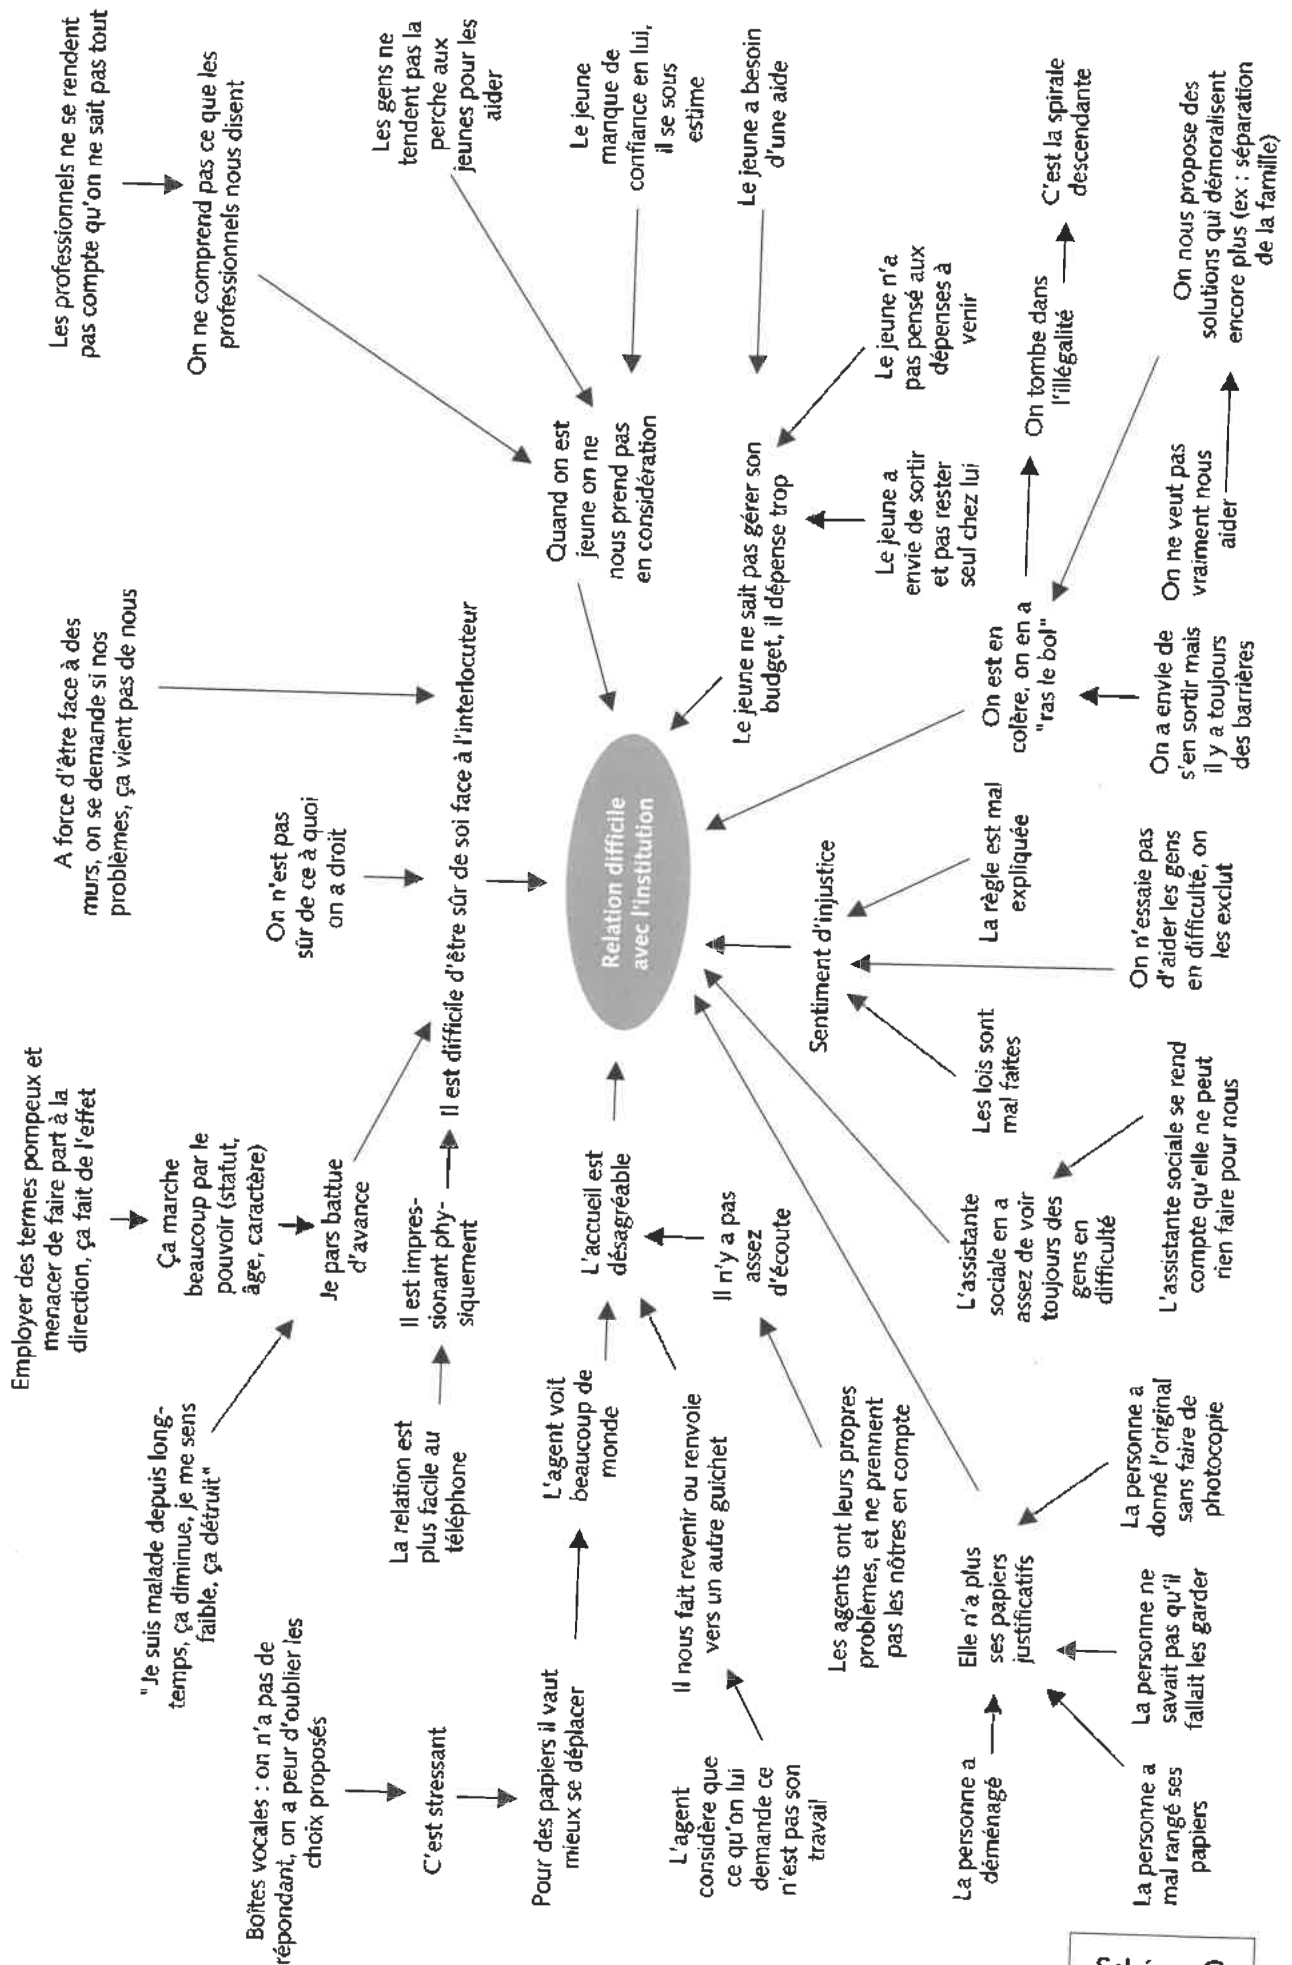 Employer des termes pompeux et
menacer de faire part à la
direction, ça fait de l'effet
Ça marche
beaucoup par le
pouvoir (statut,
âge, caractère)
Je pars battue
d'avance
"Je suis malade depuis long-
temps, ça diminue, je me sens
faible, ça détruit"
A force d'être face à des
murs, on se demande si nos
problèmes, ça vient pas de nous
On n'est pas
sûr de ce à quoi
on a droit
Les professionnels ne se rendent
pas compte qu'on ne sait pas tout
On ne comprend pas ce que les
professionnels nous disent
Boîtes vocales : on n'a pas de
répondant, on a peur d'oublier les
choix proposés
C'est stressant
Pour des papiers il vaut
mieux se déplacer
La relation est
plus facile au
téléphone
Il est impres-
sionant phy-
siquement
Il est difficile d'être sûr de soi face à l'interlocuteur
Les gens ne
tendent pas la
perche aux
jeunes pour les
aider
Le jeune
manque de
confiance en lui,
il se sous
estime
Quand on est
jeune on ne
nous prend pas
en considération
L'agent voit
beaucoup de
monde
L'accueil est
désagréable
Relation difficile
avec l'institution
Le jeune a besoin
d'une aide
Le jeune ne sait pas gérer son
budget, il dépense trop
Le jeune n'a
pas pensé aux
dépenses à
venir
Le jeune a
envie de sortir
et pas rester
seul chez lui
L'agent
considère que
ce qu'on lui
demande ce
n'est pas son
travail
Il nous fait revenir ou renvoie
vers un autre guichet
Il n'y a pas
assez
d'écoute
Les agents ont leurs propres
problèmes, et ne prennent
pas les nôtres en compte
Sentiment d'injustice
Les lois sont
mal faites
La règle est mal
expliquée
On n'essaie pas
d'aider les gens
en difficulté, on
les exclut
On est en
colère, on en a
"ras le bol"
On tombe dans
l'illégalité
C'est la spirale
descendante
On a envie de
s'en sortir mais
il y a toujours
des barrières
On ne veut pas
vraiment nous
aider
On nous propose des
solutions qui démoralisent
encore plus (ex : séparation
de la famille)
L'assistante
sociale en a
assez de voir
toujours des
gens en
difficulté
L'assistante sociale se rend
compte qu'elle ne peut
rien faire pour nous
La personne a
déménagé
Elle n'a plus
ses papiers
justificatifs
La personne a
mal rangé ses
papiers
La personne ne
savait pas qu'il
fallait les garder
La personne a
donné l'original
sans faire de
photocopie